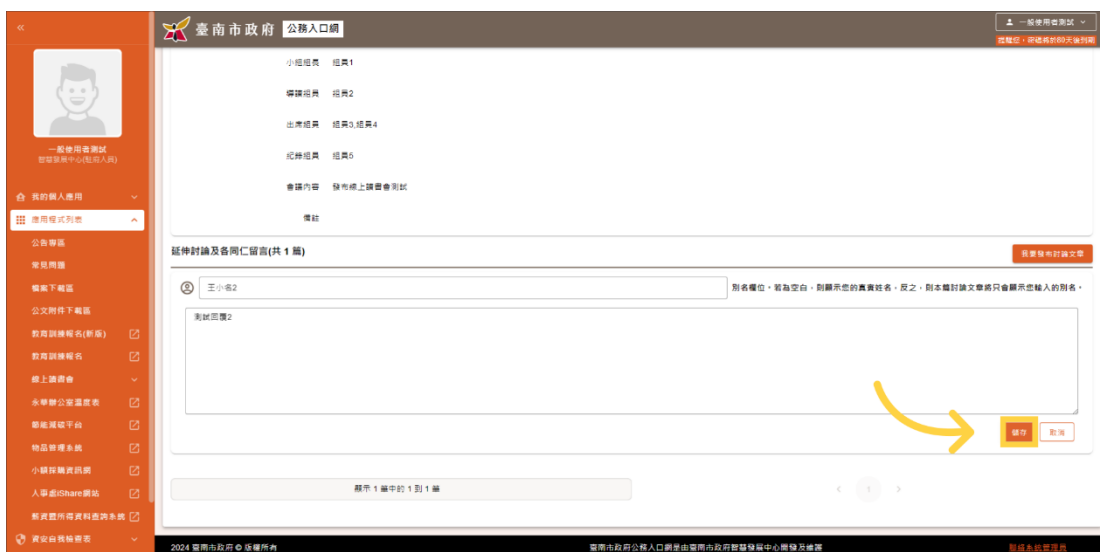 臺南市政府 公務入口網
一般使用者測試
提醒您,密碼將於80天後到期
一般使用者測試
智慧發展中心(駐府人員)
我的個人應用
應用程式列表
公告專區
常見問題
檔案下載區
公文附件下載區
教育訓練報名(新版)
教育訓練報名
線上讀書會
永華辦公室溫度表
節能減碳平台
物品管理系統
小額採購資訊網
人事處iShare網站
薪資暨所得資料查詢系統
資安自我檢查表
小組組長 組員1
導讀組員 組員2
出席組員 組員3,組員4
紀錄組員 組員5
會議內容 發布線上讀書會測試
備註
延伸討論及各同仁留言(共 1 篇)
我要發布討論文章
王小名2
別名欄位,若為空白,則顯示您的真實姓名,反之,則本篇討論文章將只會顯示您輸入的別名。
測試回覆2
儲存 取消
顯示 1 筆中的 1 到 1 筆
1
2024 臺南市政府 © 版權所有
臺南市政府公務入口網是由臺南市政府智慧發展中心開發及維護
聯絡系統管理員